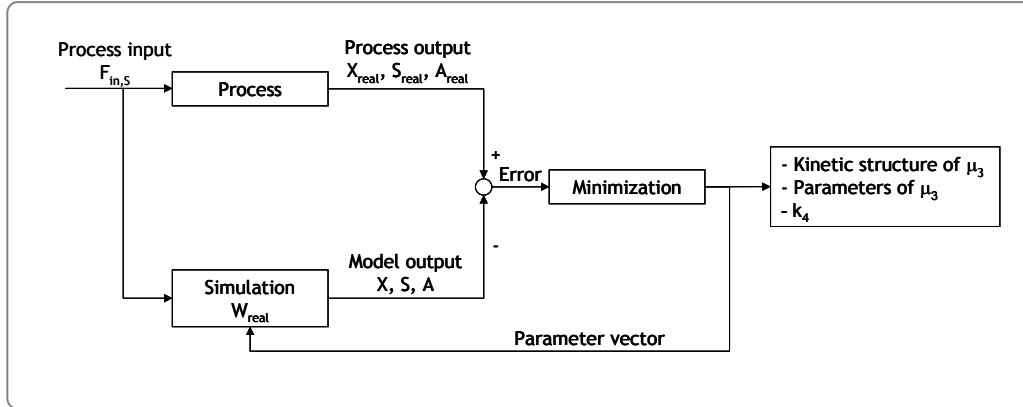 Process input
F_in,S
Process
Process output
X_real, S_real, A_real
+
Error
Minimization
- Kinetic structure of μ_3
- Parameters of μ_3
- k_4
-
Model output
X, S, A
Simulation
W_real
Parameter vector